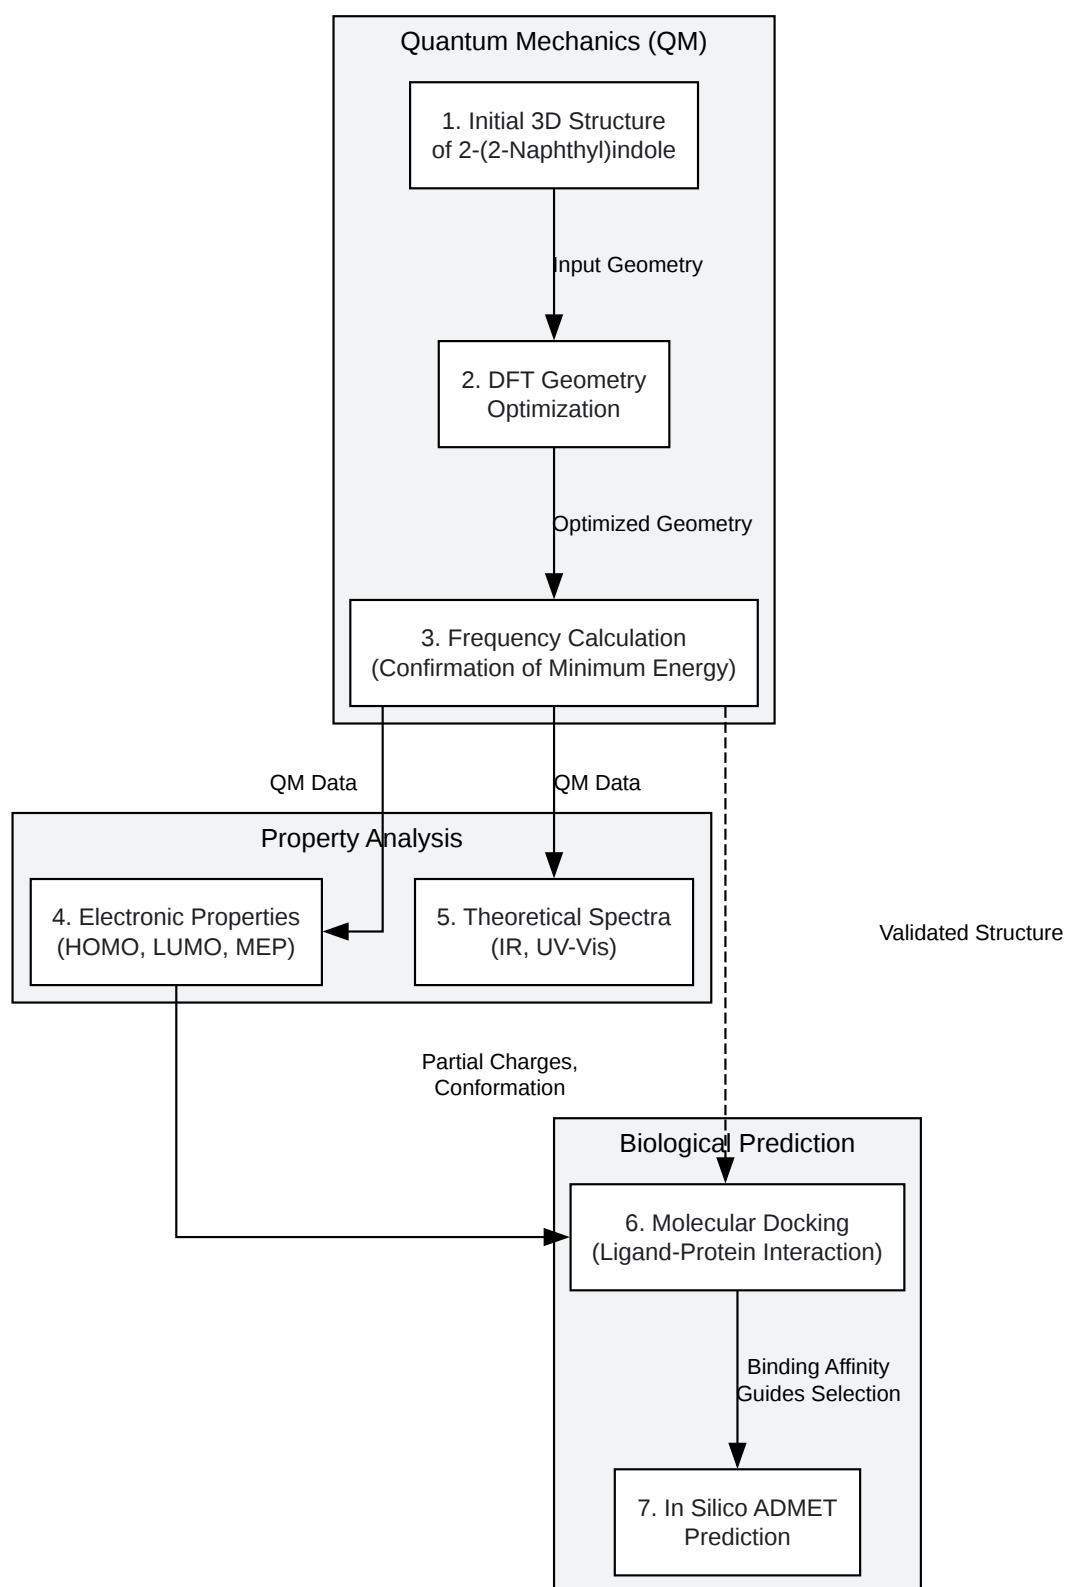 Quantum Mechanics (QM)
1. Initial 3D Structure
of 2-(2-Naphthyl)indole
Input Geometry
2. DFT Geometry
Optimization
Optimized Geometry
3. Frequency Calculation
(Confirmation of Minimum Energy)
QM Data
QM Data
Property Analysis
4. Electronic Properties
(HOMO, LUMO, MEP)
5. Theoretical Spectra
(IR, UV-Vis)
Validated Structure
Partial Charges,
Conformation
Biological Prediction
6. Molecular Docking
(Ligand-Protein Interaction)
Binding Affinity
Guides Selection
7. In Silico ADMET
Prediction